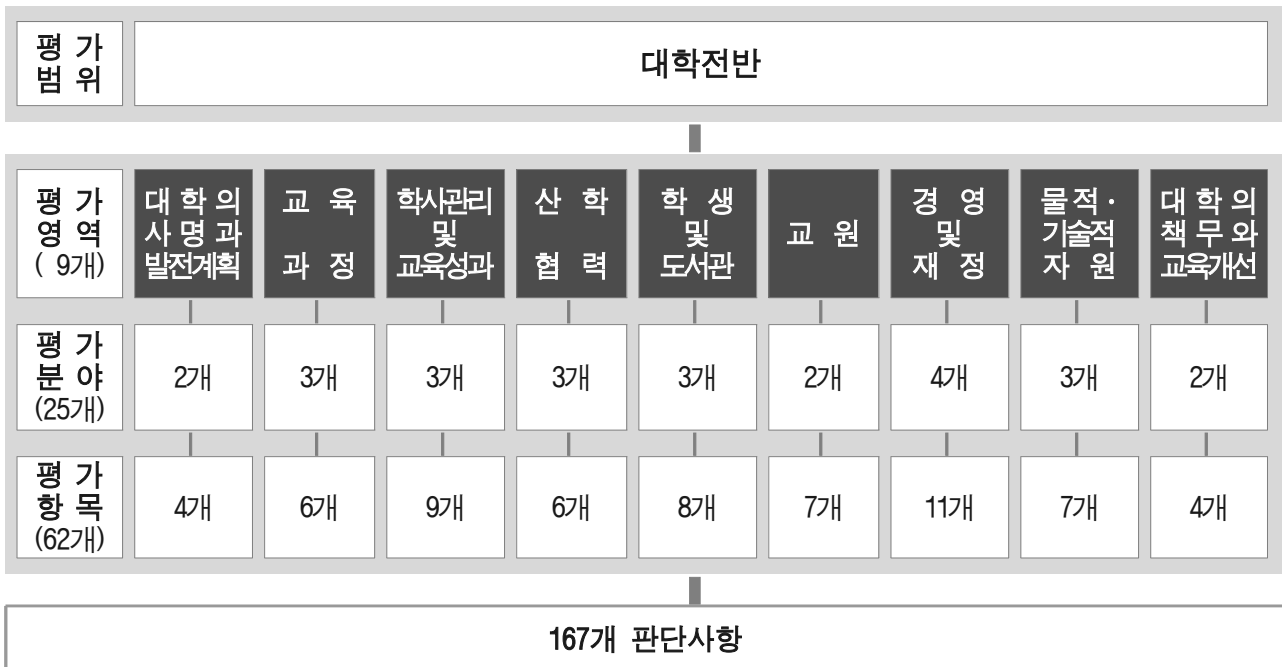 평 가
범 위
대학전반
평 가
영 역
( 9개)
대 학 의
사 명 과
발전계획
교 육
과 정
학사관리
및
교육성과
산 학
협 력
학 생
및
도서관
교 원
경 영
및
재 정
물적·
기술적
자 원
대 학 의
책 무 와
교육개선
평 가
분 야
(25개)
2개
3개
3개
3개
3개
2개
4개
3개
2개
평 가
항 목
(62개)
4개
6개
9개
6개
8개
7개
11개
7개
4개
167개 판단사항